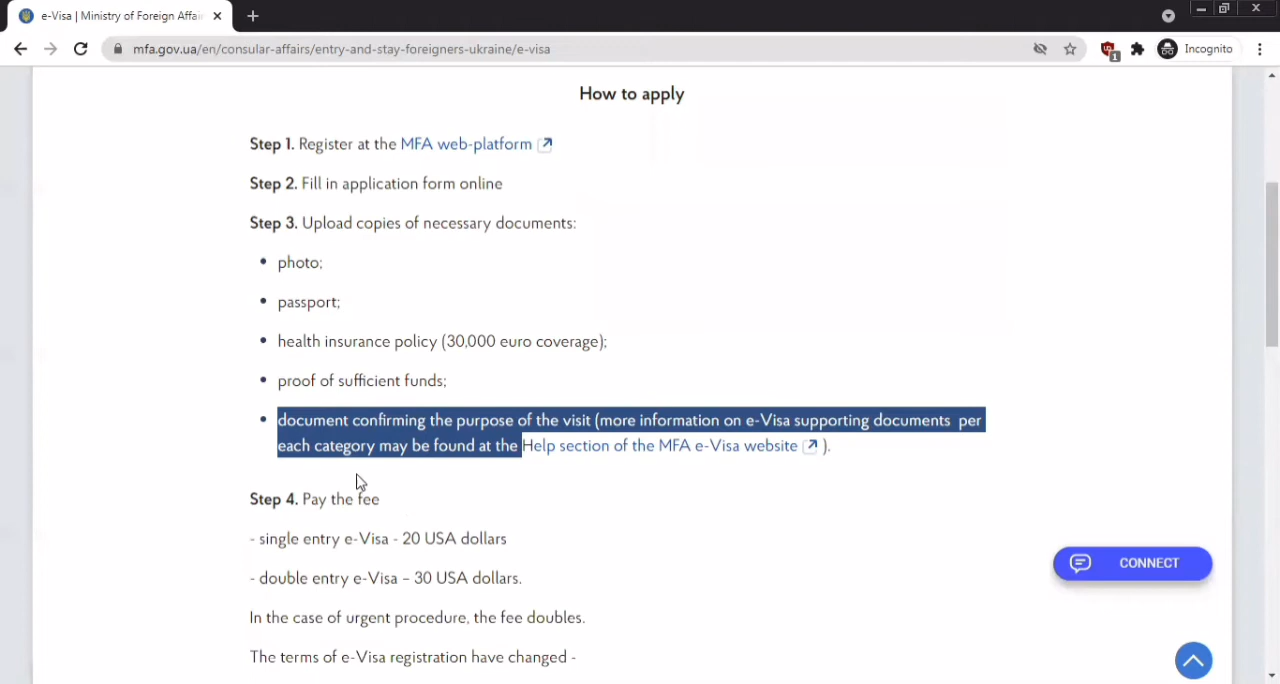 e-Visa | Ministry of Foreign Affai
mfa.gov.ua/en/consular-affairs/entry-and-stay-foreigners-ukraine/e-visa
1
Incognito
How to apply
Step 1. Register at the MFA web-platform
Step 2. Fill in application form online
Step 3. Upload copies of necessary documents:
• photo;
• passport;
• health insurance policy (30,000 euro coverage);
• proof of sufficient funds;
• document confirming the purpose of the visit (more information on e-Visa supporting documents per
each category may be found at the Help section of the MFA e-Visa website ).
Step 4. Pay the fee
- single entry e-Visa - 20 USA dollars
- double entry e-Visa – 30 USA dollars.
CONNECT
In the case of urgent procedure, the fee doubles.
The terms of e-Visa registration have changed -